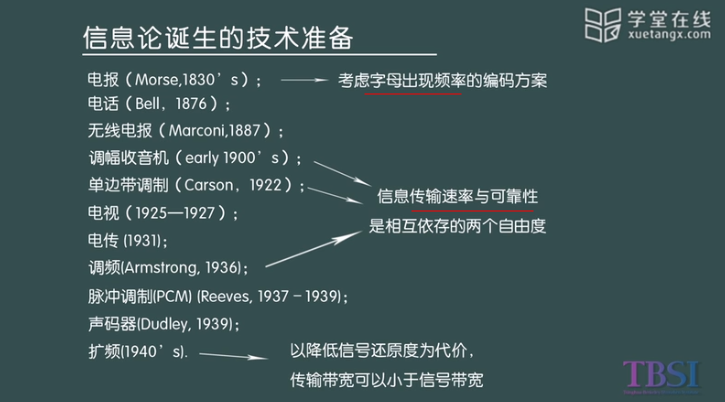 学堂在线
xuetangx.com
信息论诞生的技术准备
电报（Morse,1830’s）；
考虑字母出现频率的编码方案
电话（Bell，1876）；
无线电报（Marconi,1887）；
调幅收音机（early 1900’s）；
单边带调制（Carson，1922）；
信息传输速率与可靠性
电视（1925—1927）；
是相互依存的两个自由度
电传 (1931)；
调频(Armstrong, 1936)；
脉冲调制(PCM) (Reeves, 1937–1939)；
声码器(Dudley, 1939)；
扩频(1940’s).
以降低信号还原度为代价，
传输带宽可以小于信号带宽
TBSI